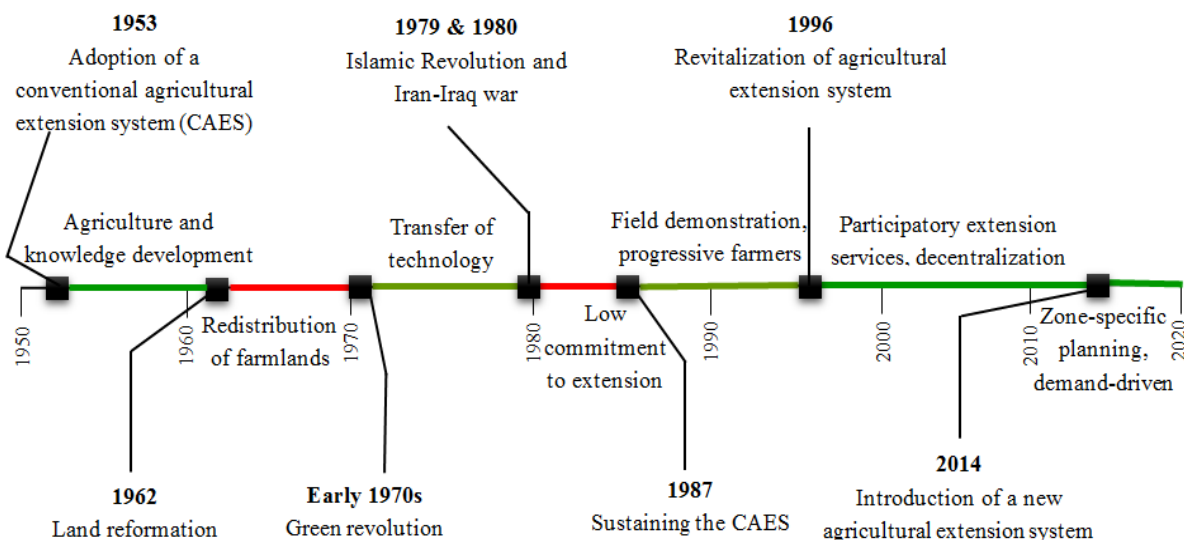 1953
Adoption of a
conventional agricultural
extension system (CAES)
1979 & 1980
Islamic Revolution and
Iran-Iraq war
1996
Revitalization of agricultural
extension system
Agriculture and
knowledge development
Transfer of
technology
Field demonstration,
progressive farmers
Participatory extension
services, decentralization
1950
1960
1970
1980
1990
2000
2010
2020
Redistribution
of farmlands
Low
commitment
to extension
Zone-specific
planning,
demand-driven
1962
Land reformation
Early 1970s
Green revolution
1987
Sustaining the CAES
2014
Introduction of a new
agricultural extension system